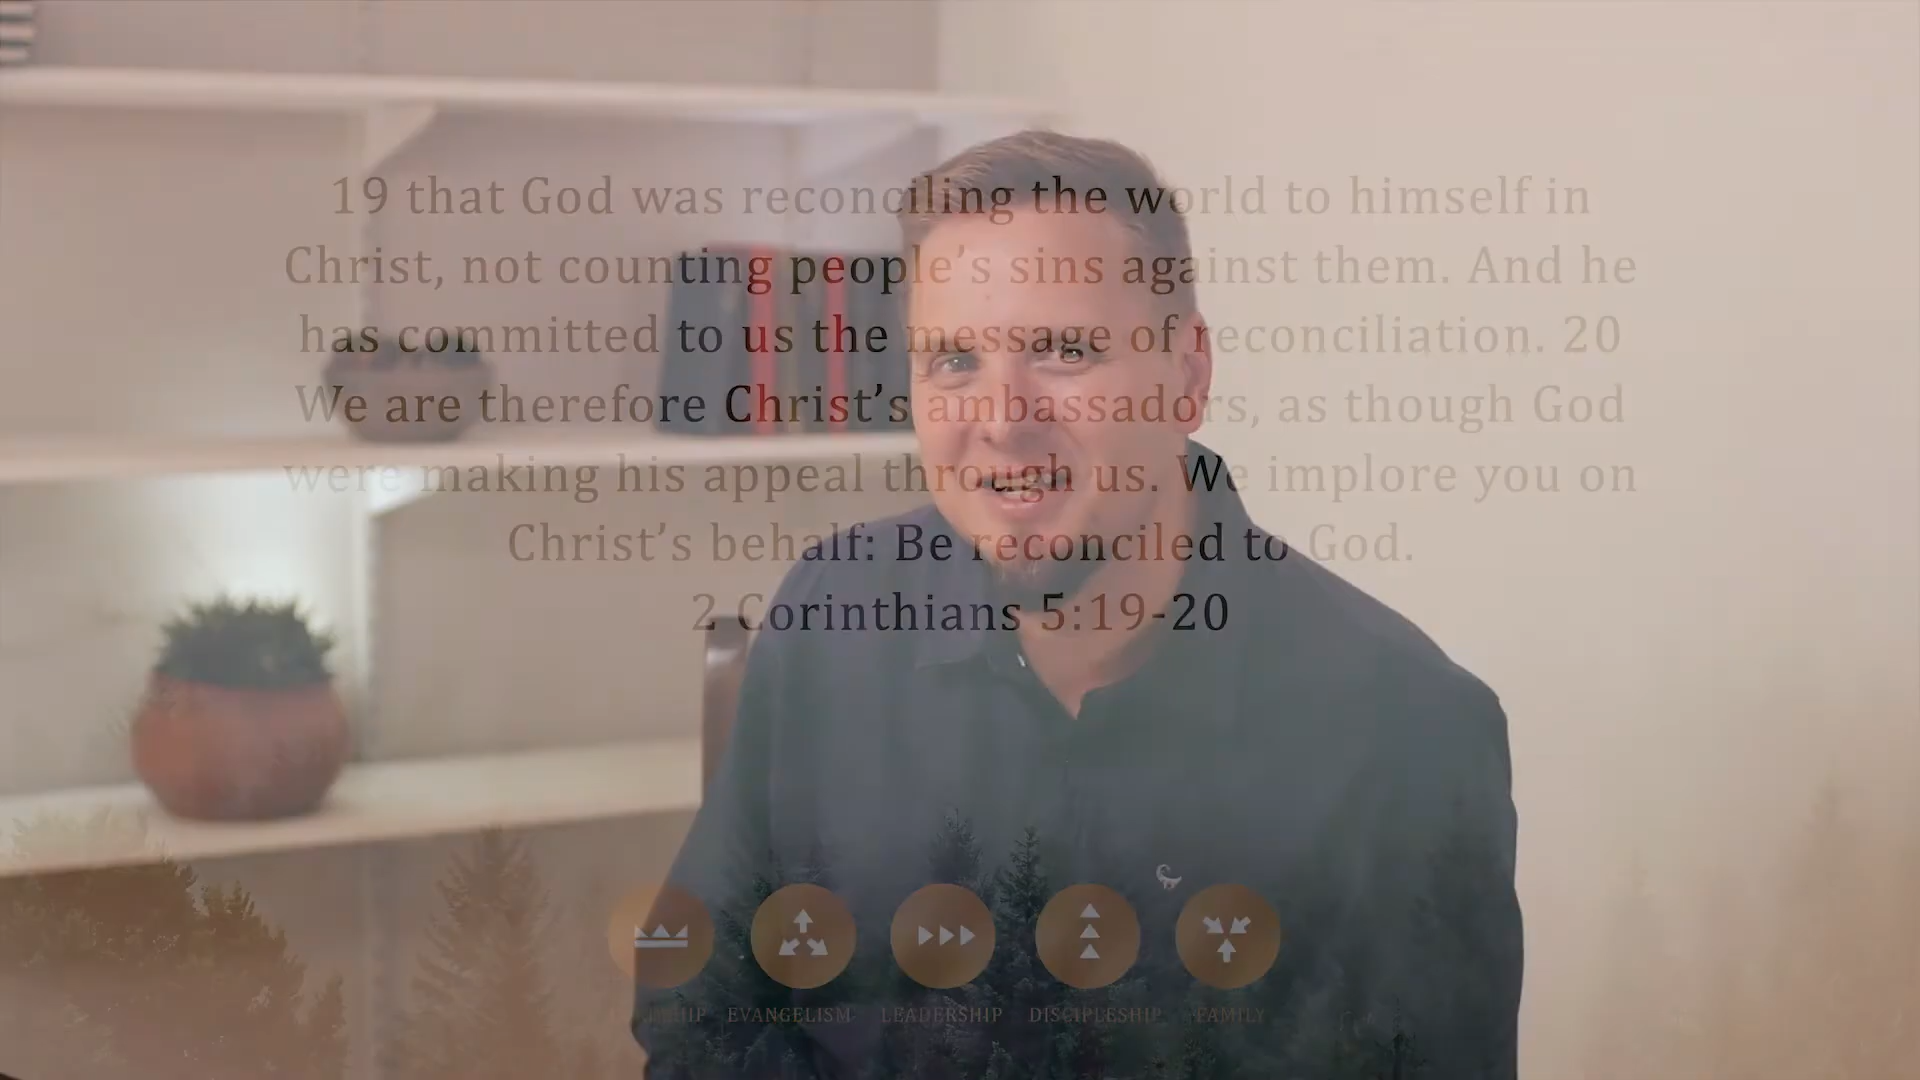 19 that God was reconciling the world to himself in
Christ, not counting people’s sins against them. And he
has committed to us the message of reconciliation. 20
We are therefore Christ’s ambassadors, as though God
were making his appeal through us. We implore you on
Christ’s behalf: Be reconciled to God.
2 Corinthians 5:19-20
EVANGELISM LEADERSHIP DISCIPLESHIP FAMILY